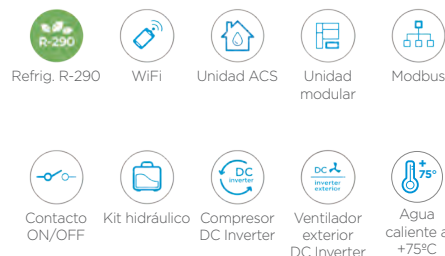 R-290
Refrig. R-290
WiFi
Unidad ACS
Unidad
modular
Modbus
Contacto
ON/OFF
Kit hidráulico
DC
inverter
Compresor
DC Inverter
DC
inverter
exterior
Ventilador
exterior
DC Inverter
+
75°
Agua
caliente a
+75ºC